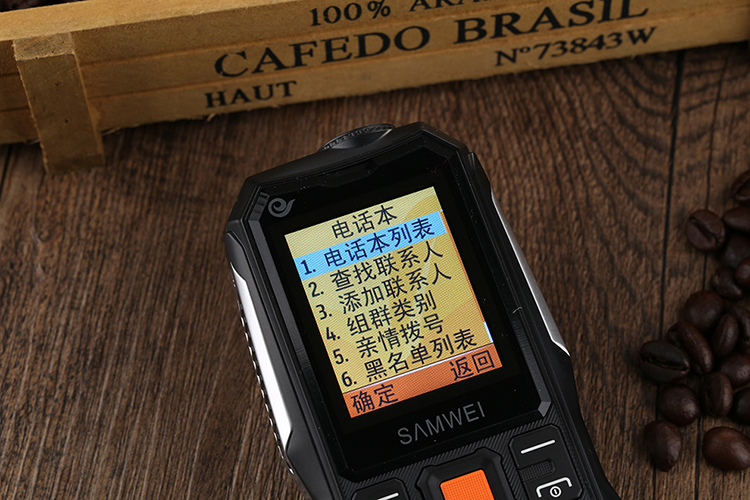 100% ARA
CAFEDO BRASIL
HAUT
Nº73843W
电话本
1. 电话本列表
2. 查找联系人
3. 添加联系人
4. 组群类别
5. 亲情拨号
6. 黑名单列表
确定
返回
SAMWEI